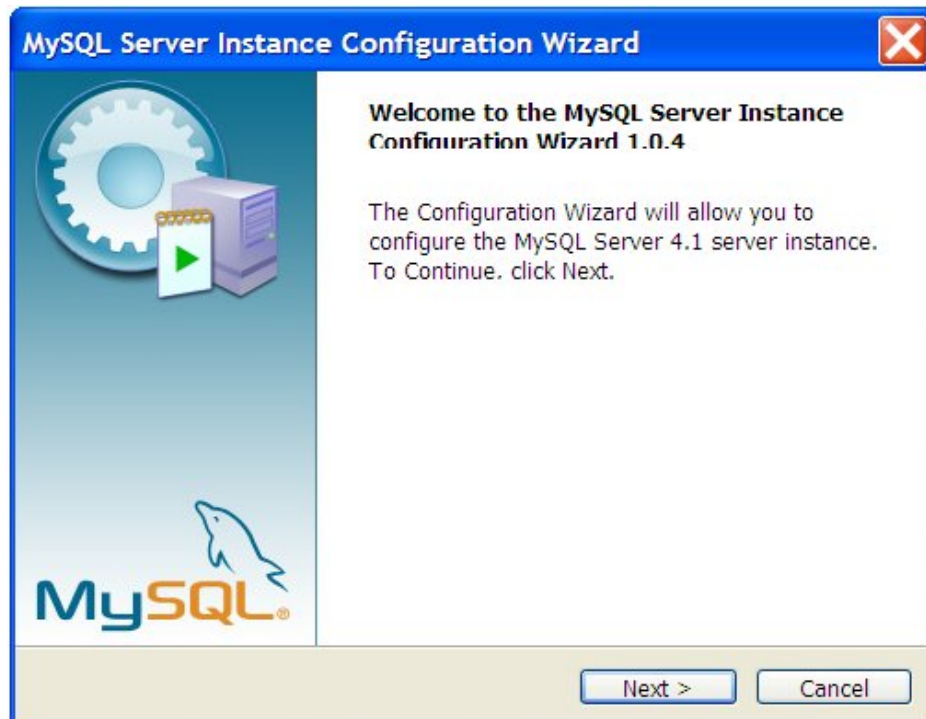 MySQL Server Instance Configuration Wizard
Welcome to the MySQL Server Instance
Configuration Wizard 1.0.4
The Configuration Wizard will allow you to
configure the MySQL Server 4.1 server instance.
To Continue, click Next.
MySQL®
Next >
Cancel